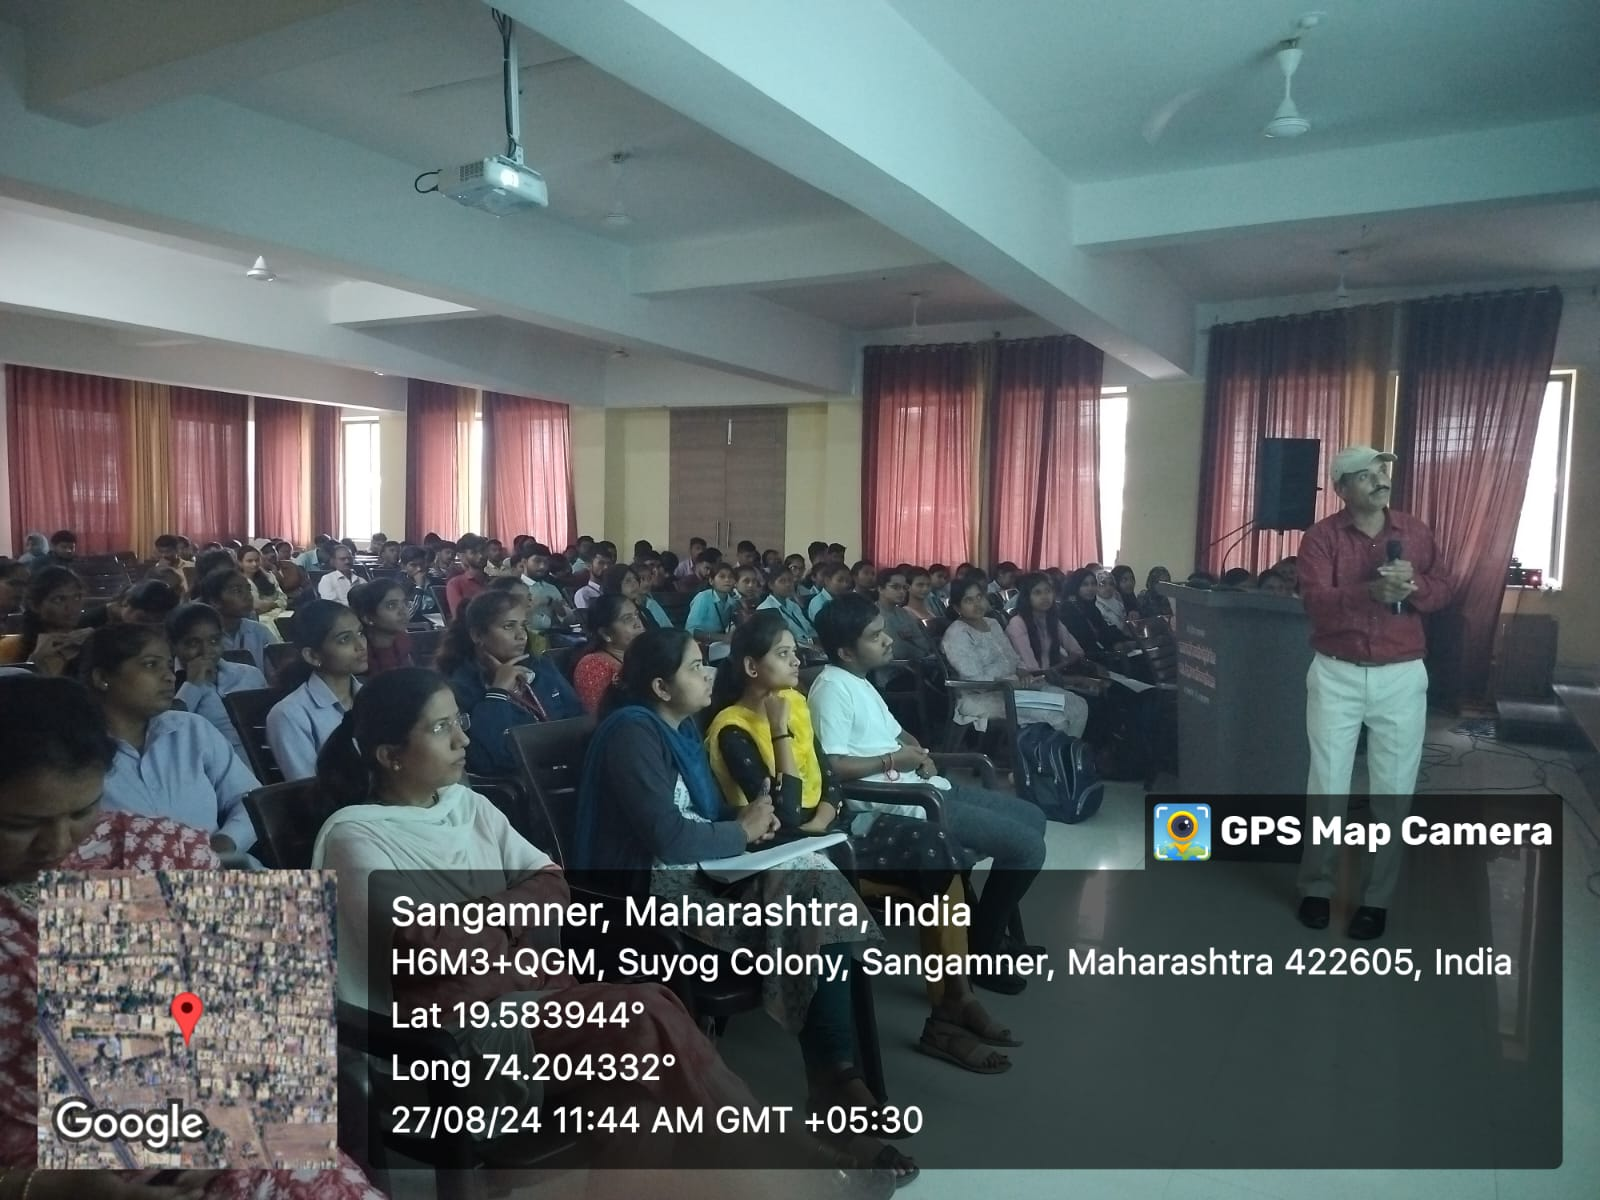 GPS Map Camera
Sangamner, Maharashtra, India
H6M3+QGM, Suyog Colony, Sangamner, Maharashtra 422605, India
Lat 19.583944°
Long 74.204332°
27/08/24 11:44 AM GMT +05:30
Google